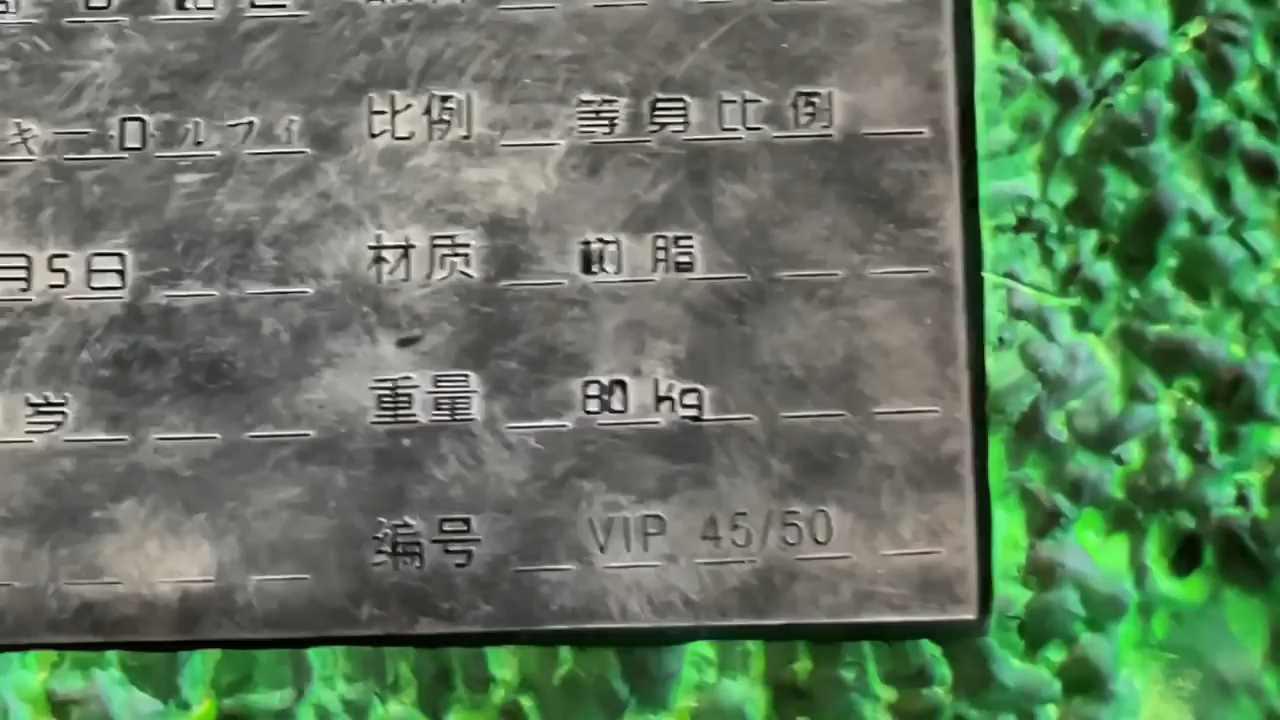 キー・D・ルフィ 比例 等身比例
月5日 材质 树脂
岁 重量 80 kg
编号 VIP 45/50